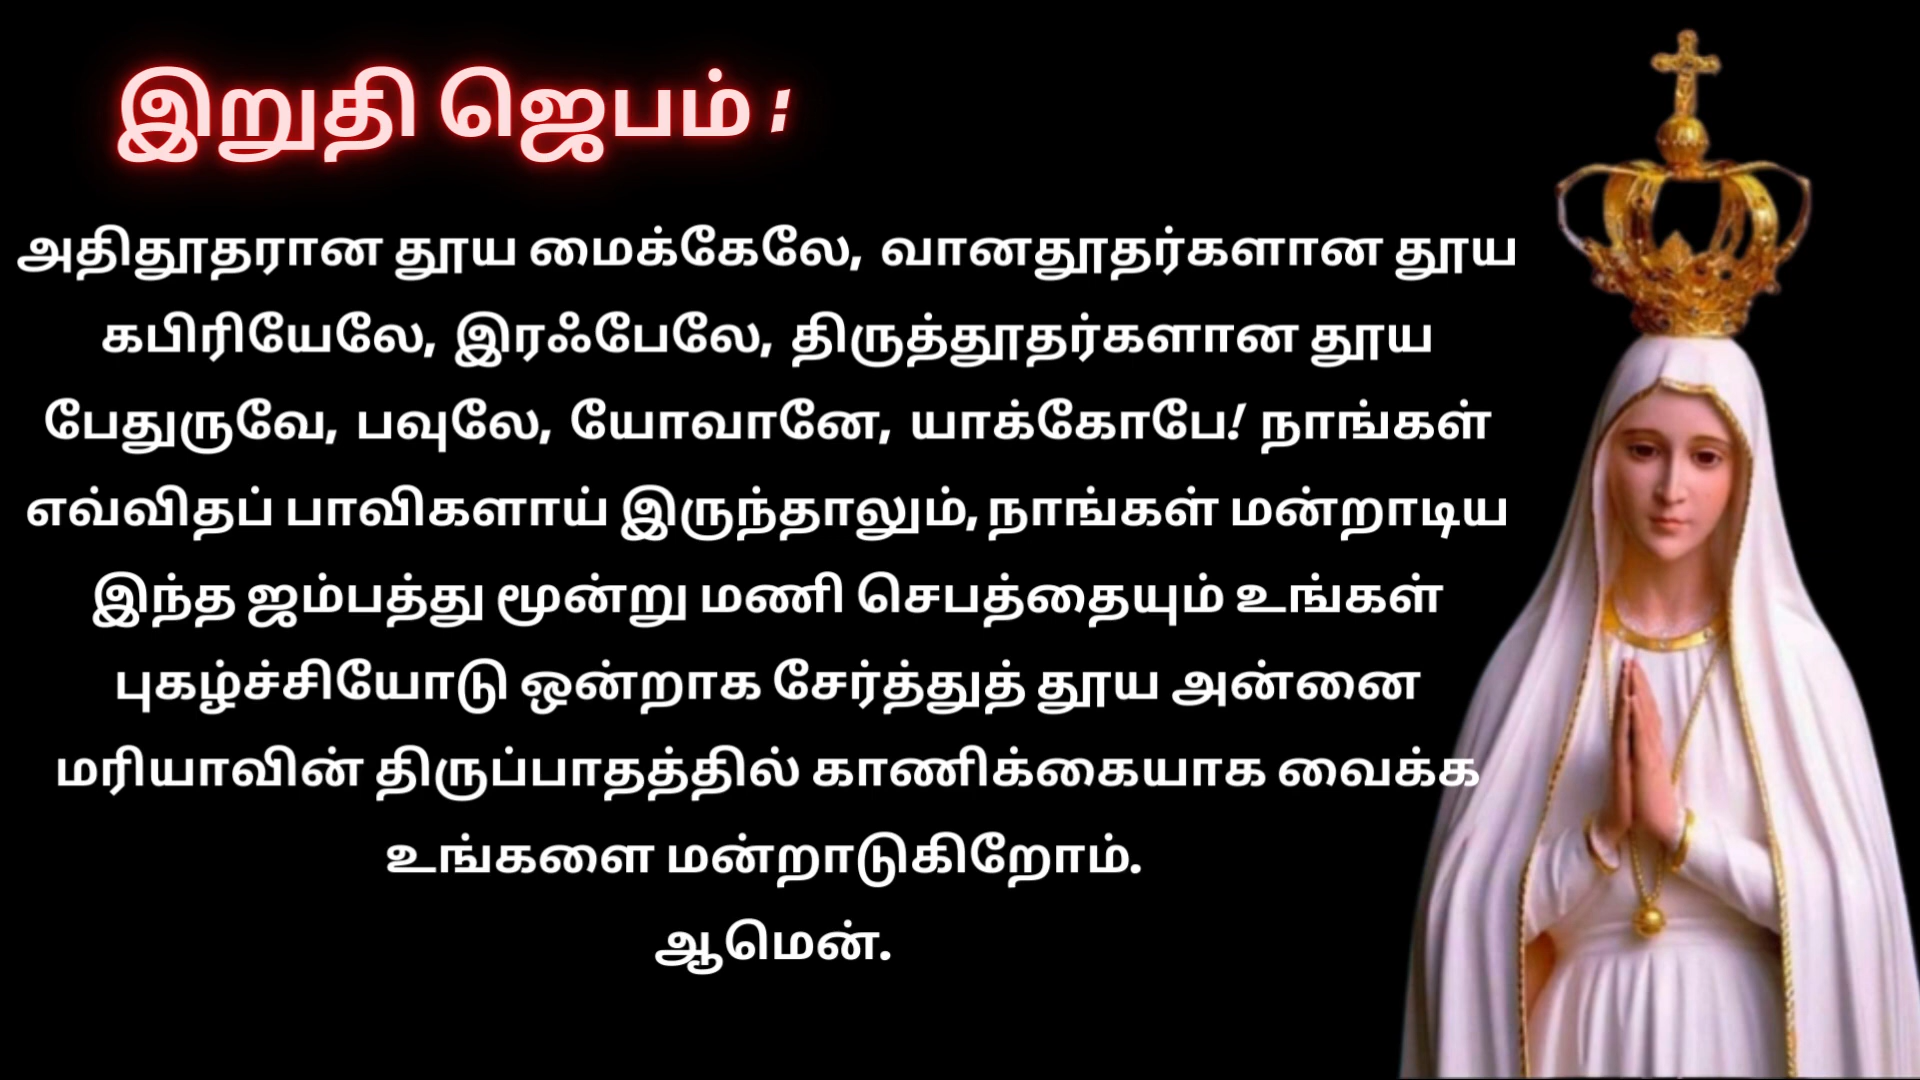 இறுதி ஜெபம் :
அதிதூதரான தூய மைக்கேலே, வானதூதர்களான தூய
கபிரியேலே, இரஃபேலே, திருத்தூதர்களான தூய
பேதுருவே, பவுலே, யோவானே, யாக்கோபே! நாங்கள்
எவ்விதப் பாவிகளாய் இருந்தாலும், நாங்கள் மன்றாடிய
இந்த ஜம்பத்து மூன்று மணி செபத்தையும் உங்கள்
புகழ்ச்சியோடு ஒன்றாக சேர்த்துத் தூய அன்னை
மரியாவின் திருப்பாதத்தில் காணிக்கையாக வைக்க
உங்களை மன்றாடுகிறோம்.
ஆமென்.